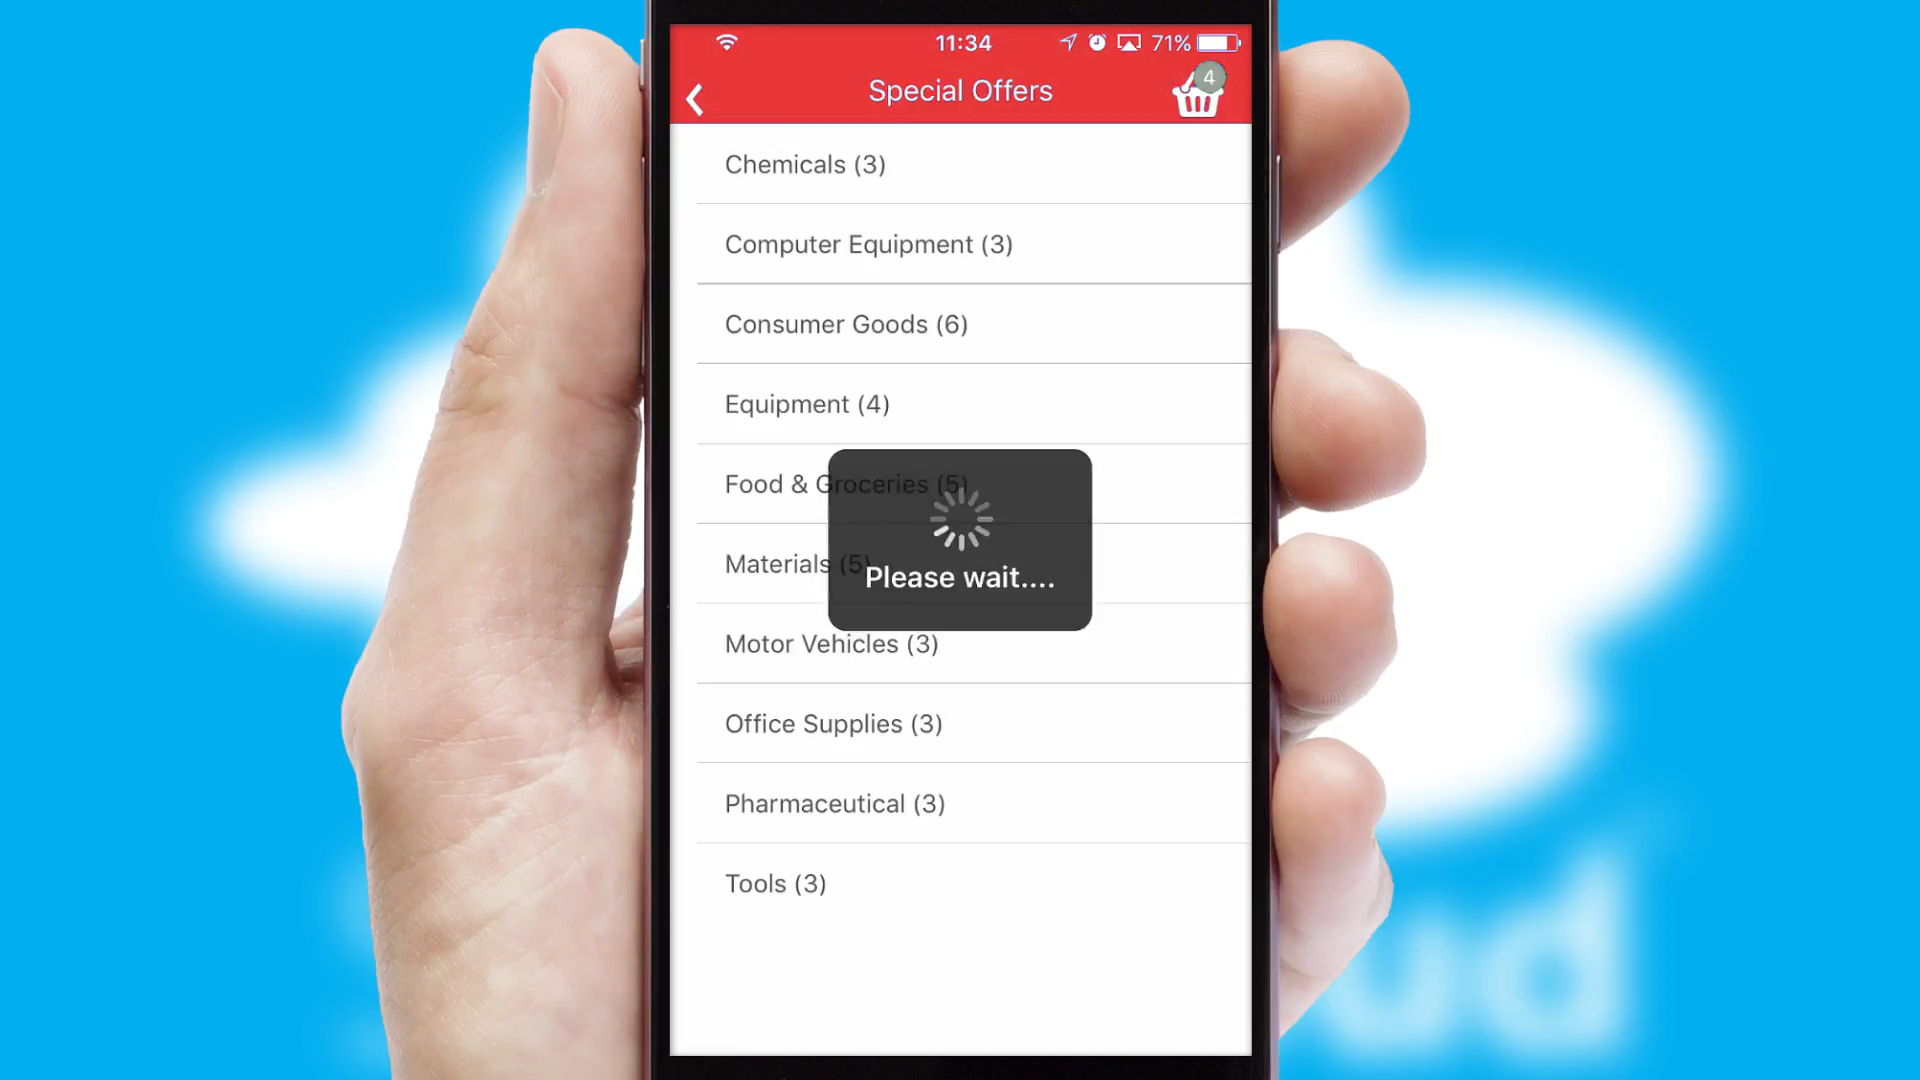 11:34
71%
Special Offers
4
Chemicals (3)
Computer Equipment (3)
Consumer Goods (6)
Equipment (4)
Food & Groceries (5)
Materials (5)
Please wait....
Motor Vehicles (3)
Office Supplies (3)
Pharmaceutical (3)
Tools (3)
ud